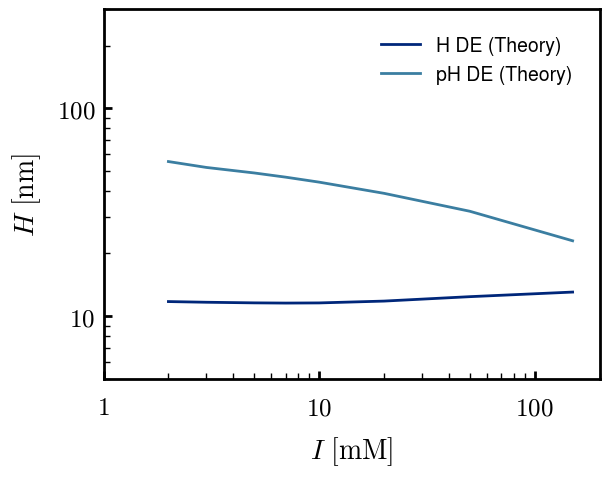 H DE (Theory)
pH DE (Theory)
100
10
H [nm]
1
10
100
I [mM]